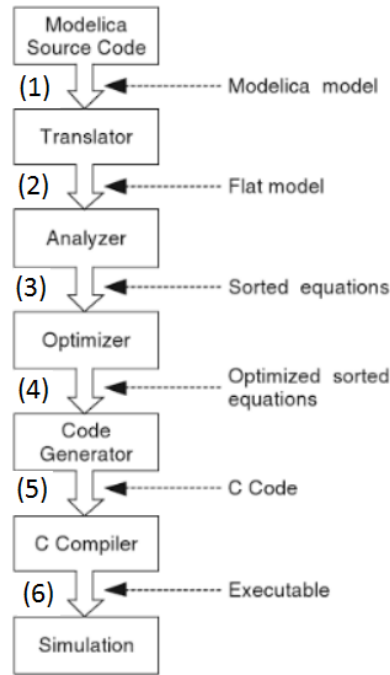 Modelica
Source Code
(1)
Modelica model
Translator
(2)
Flat model
Analyzer
(3)
Sorted equations
Optimizer
(4)
Optimized sorted
equations
Code
Generator
(5)
C Code
C Compiler
(6)
Executable
Simulation